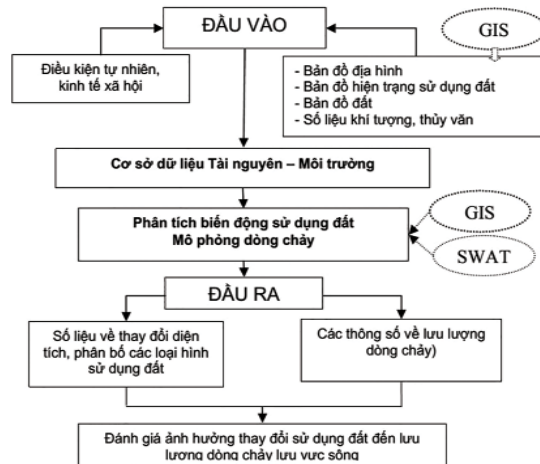 ĐẦU VÀO
GIS
Điều kiện tự nhiên,
kinh tế xã hội
- Bản đồ địa hình
- Bản đồ hiện trạng sử dụng đất
- Bản đồ đất
- Số liệu khí tượng, thủy văn
Cơ sở dữ liệu Tài nguyên – Môi trường
Phân tích biến động sử dụng đất
Mô phỏng dòng chảy
GIS
SWAT
ĐẦU RA
Số liệu về thay đổi diện
tích, phân bố các loại hình
sử dụng đất
Các thông số về lưu lượng
dòng chảy)
Đánh giá ảnh hưởng thay đổi sử dụng đất đến lưu
lượng dòng chảy lưu vực sông